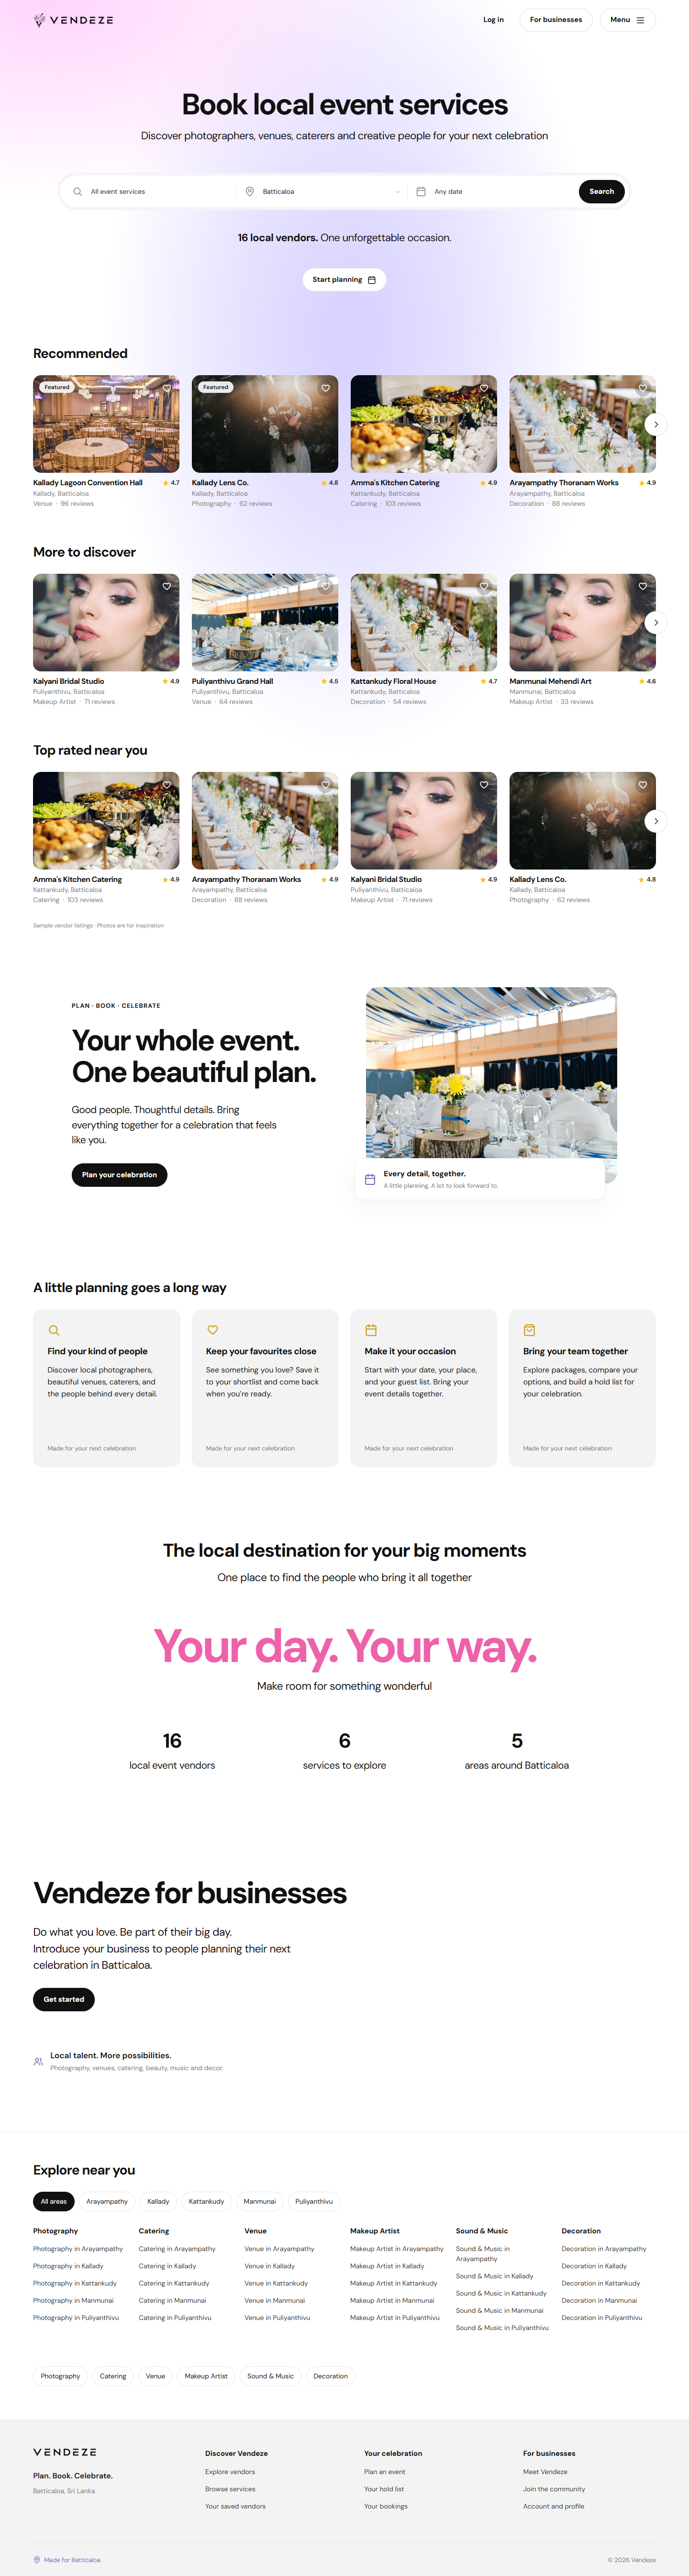 VENDEZE
Log in
For businesses
Menu
Book local event services
Discover photographers, venues, caterers and creative people for your next celebration
All event services
Batticaloa
Any date
Search
16 local vendors. One unforgettable occasion.
Start planning
Recommended
Featured
Featured
Kallady Lagoon Convention Hall 4.7
Kallady, Batticaloa
Venue · 96 reviews
Kallady Lens Co. 4.8
Kallady, Batticaloa
Photography · 62 reviews
Amma's Kitchen Catering 4.9
Kattankudy, Batticaloa
Catering · 103 reviews
Arayampathy Thoranam Works 4.9
Arayampathy, Batticaloa
Decoration · 88 reviews
More to discover
Kalyani Bridal Studio 4.9
Puliyanthivu, Batticaloa
Makeup Artist · 71 reviews
Puliyanthivu Grand Hall 4.5
Puliyanthivu, Batticaloa
Venue · 64 reviews
Kattankudy Floral House 4.7
Kattankudy, Batticaloa
Decoration · 54 reviews
Manmunai Mehendi Art 4.6
Manmunai, Batticaloa
Makeup Artist · 33 reviews
Top rated near you
Amma's Kitchen Catering 4.9
Kattankudy, Batticaloa
Catering · 103 reviews
Arayampathy Thoranam Works 4.9
Arayampathy, Batticaloa
Decoration · 88 reviews
Kalyani Bridal Studio 4.9
Puliyanthivu, Batticaloa
Makeup Artist · 71 reviews
Kallady Lens Co. 4.8
Kallady, Batticaloa
Photography · 62 reviews
Sample vendor listings · Photos are for inspiration
PLAN · BOOK · CELEBRATE
Your whole event.
One beautiful plan.
Good people. Thoughtful details. Bring
everything together for a celebration that feels
like you.
Plan your celebration
Every detail, together.
A little planning. A lot to look forward to.
A little planning goes a long way
Find your kind of people
Discover local photographers,
beautiful venues, caterers, and
the people behind every detail.
Made for your next celebration
Keep your favourites close
See something you love? Save it
to your shortlist and come back
when you're ready.
Made for your next celebration
Make it your occasion
Start with your date, your place,
and your guest list. Bring your
event details together.
Made for your next celebration
Bring your team together
Explore packages, compare your
options, and build a hold list for
your celebration.
Made for your next celebration
The local destination for your big moments
One place to find the people who bring it all together
Your day. Your way.
Make room for something wonderful
16
local event vendors
6
services to explore
5
areas around Batticaloa
Vendeze for businesses
Do what you love. Be part of their big day.
Introduce your business to people planning their next
celebration in Batticaloa.
Get started
Local talent. More possibilities.
Photography, venues, catering, beauty, music and decor.
Explore near you
All areas
Arayampathy
Kallady
Kattankudy
Manmunai
Puliyanthivu
Photography
Photography in Arayampathy
Photography in Kallady
Photography in Kattankudy
Photography in Manmunai
Photography in Puliyanthivu
Catering
Catering in Arayampathy
Catering in Kallady
Catering in Kattankudy
Catering in Manmunai
Catering in Puliyanthivu
Venue
Venue in Arayampathy
Venue in Kallady
Venue in Kattankudy
Venue in Manmunai
Venue in Puliyanthivu
Makeup Artist
Makeup Artist in Arayampathy
Makeup Artist in Kallady
Makeup Artist in Kattankudy
Makeup Artist in Manmunai
Makeup Artist in Puliyanthivu
Sound & Music
Sound & Music in
Arayampathy
Sound & Music in Kallady
Sound & Music in Kattankudy
Sound & Music in Manmunai
Sound & Music in Puliyanthivu
Decoration
Decoration in Arayampathy
Decoration in Kallady
Decoration in Kattankudy
Decoration in Manmunai
Decoration in Puliyanthivu
Photography
Catering
Venue
Makeup Artist
Sound & Music
Decoration
VENDEZE
Plan. Book. Celebrate.
Batticaloa, Sri Lanka
Discover Vendeze
Explore vendors
Browse services
Your saved vendors
Your celebration
Plan an event
Your hold list
Your bookings
For businesses
Meet Vendeze
Join the community
Account and profile
Made for Batticaloa
© 2026 Vendeze